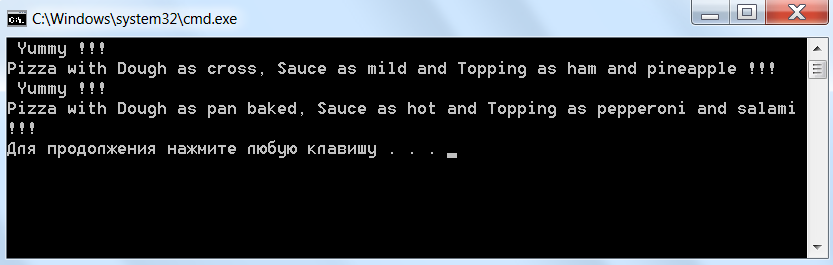 C:\Windows\system32\cmd.exe
Yummy !!!
Pizza with Dough as cross, Sauce as mild and Topping as ham and pineapple !!!
Yummy !!!
Pizza with Dough as pan baked, Sauce as hot and Topping as pepperoni and salami
!!!
Для продолжения нажмите любую клавишу . . .